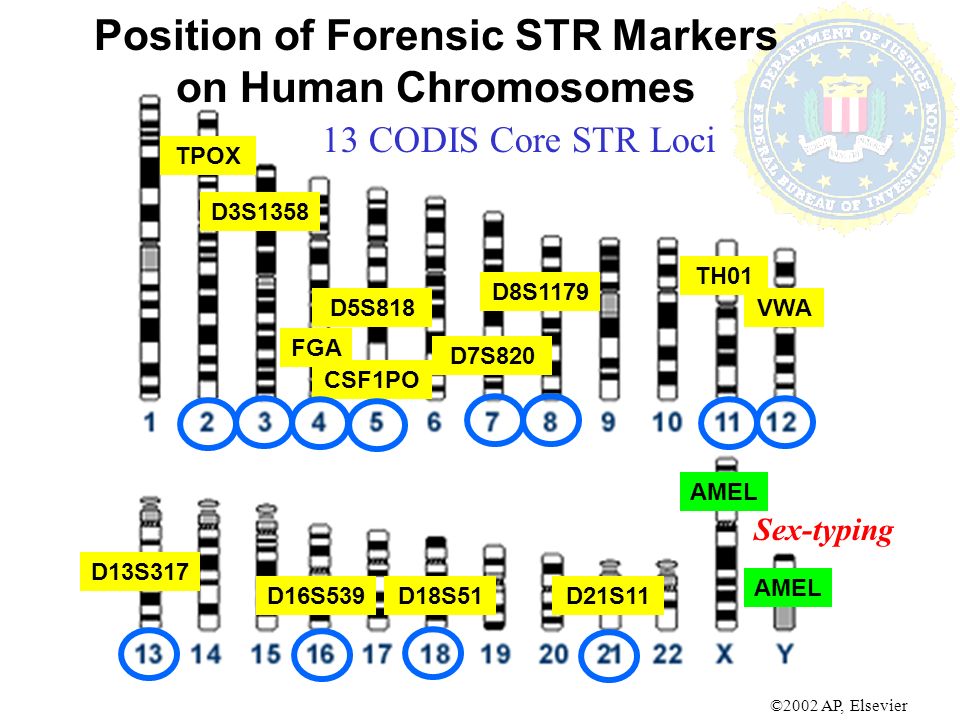 Position of Forensic STR Markers
on Human Chromosomes
13 CODIS Core STR Loci
DEPARTMENT OF JUSTICE
FEDERAL BUREAU OF INVESTIGATION
TPOX
D3S1358
TH01
D8S1179
D5S818
VWA
FGA
D7S820
CSF1PO
1 2 3 4 5 6 7 8 9 10 11 12
AMEL
Sex-typing
D13S317
AMEL
D16S539
D18S51
D21S11
13 14 15 16 17 18 19 20 21 22 X Y
©2002 AP, Elsevier